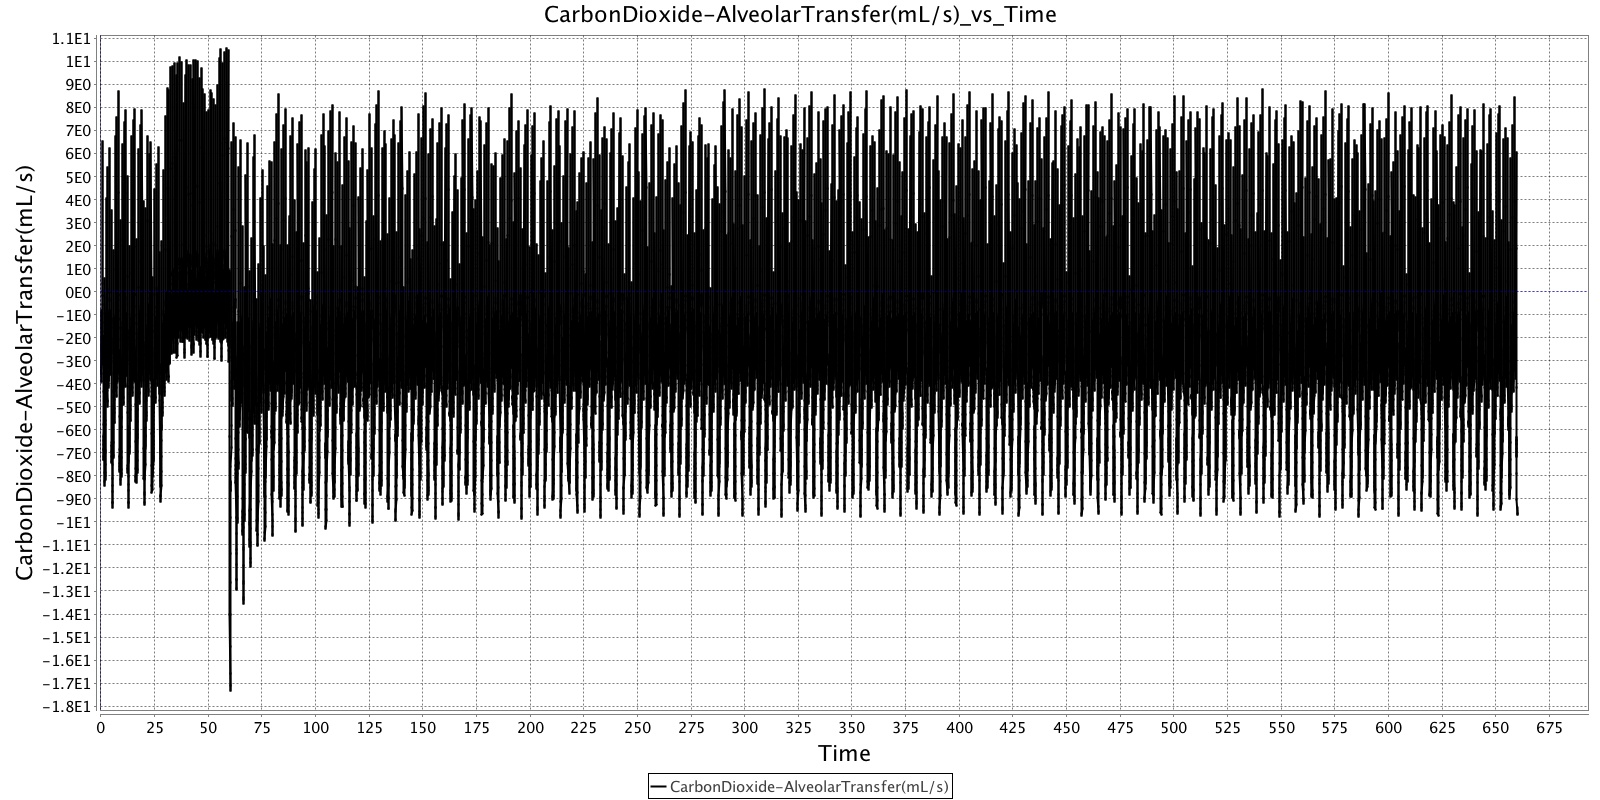 CarbonDioxide-AlveolarTransfer(mL/s)_vs_Time
CarbonDioxide-AlveolarTransfer(mL/s)
1.1E1
1E1
9E0
8E0
7E0
6E0
5E0
4E0
3E0
2E0
1E0
0E0
-1E0
-2E0
-3E0
-4E0
-5E0
-6E0
-7E0
-8E0
-9E0
-1E1
-1.1E1
-1.2E1
-1.3E1
-1.4E1
-1.5E1
-1.6E1
-1.7E1
-1.8E1
0 25 50 75 100 125 150 175 200 225 250 275 300 325 350 375 400 425 450 475 500 525 550 575 600 625 650 675
Time
CarbonDioxide-AlveolarTransfer(mL/s)